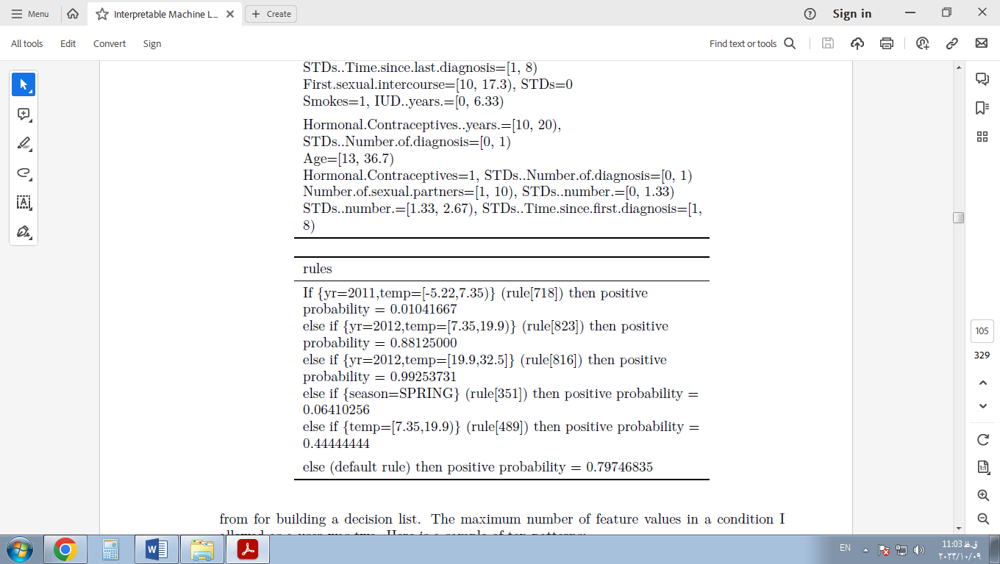 Menu
Interpretable Machine L...
Create
Sign in
All tools
Edit
Convert
Sign
Find text or tools
STDs..Time.since.last.diagnosis=[1, 8)
First.sexual.intercourse=[10, 17.3), STDs=0
Smokes=1, IUD..years.=[0, 6.33)
Hormonal.Contraceptives..years.=[10, 20),
STDs..Number.of.diagnosis=[0, 1)
Age=[13, 36.7)
Hormonal.Contraceptives=1, STDs..Number.of.diagnosis=[0, 1)
Number.of.sexual.partners=[1, 10), STDs..number.=[0, 1.33)
STDs..number.=[1.33, 2.67), STDs..Time.since.first.diagnosis=[1,
8)
rules
If {yr=2011,temp=[-5.22,7.35)} (rule[718]) then positive
probability = 0.01041667
else if {yr=2012,temp=[7.35,19.9)} (rule[823]) then positive
probability = 0.88125000
else if {yr=2012,temp=[19.9,32.5]} (rule[816]) then positive
probability = 0.99253731
else if {season=SPRING} (rule[351]) then positive probability =
0.06410256
else if {temp=[7.35,19.9)} (rule[489]) then positive probability =
0.44444444
else (default rule) then positive probability = 0.79746835
from for building a decision list. The maximum number of feature values in a condition I
105
329
1:1
EN
11:03 ق.ظ
۲۰۲۳/۱۰/۰۹